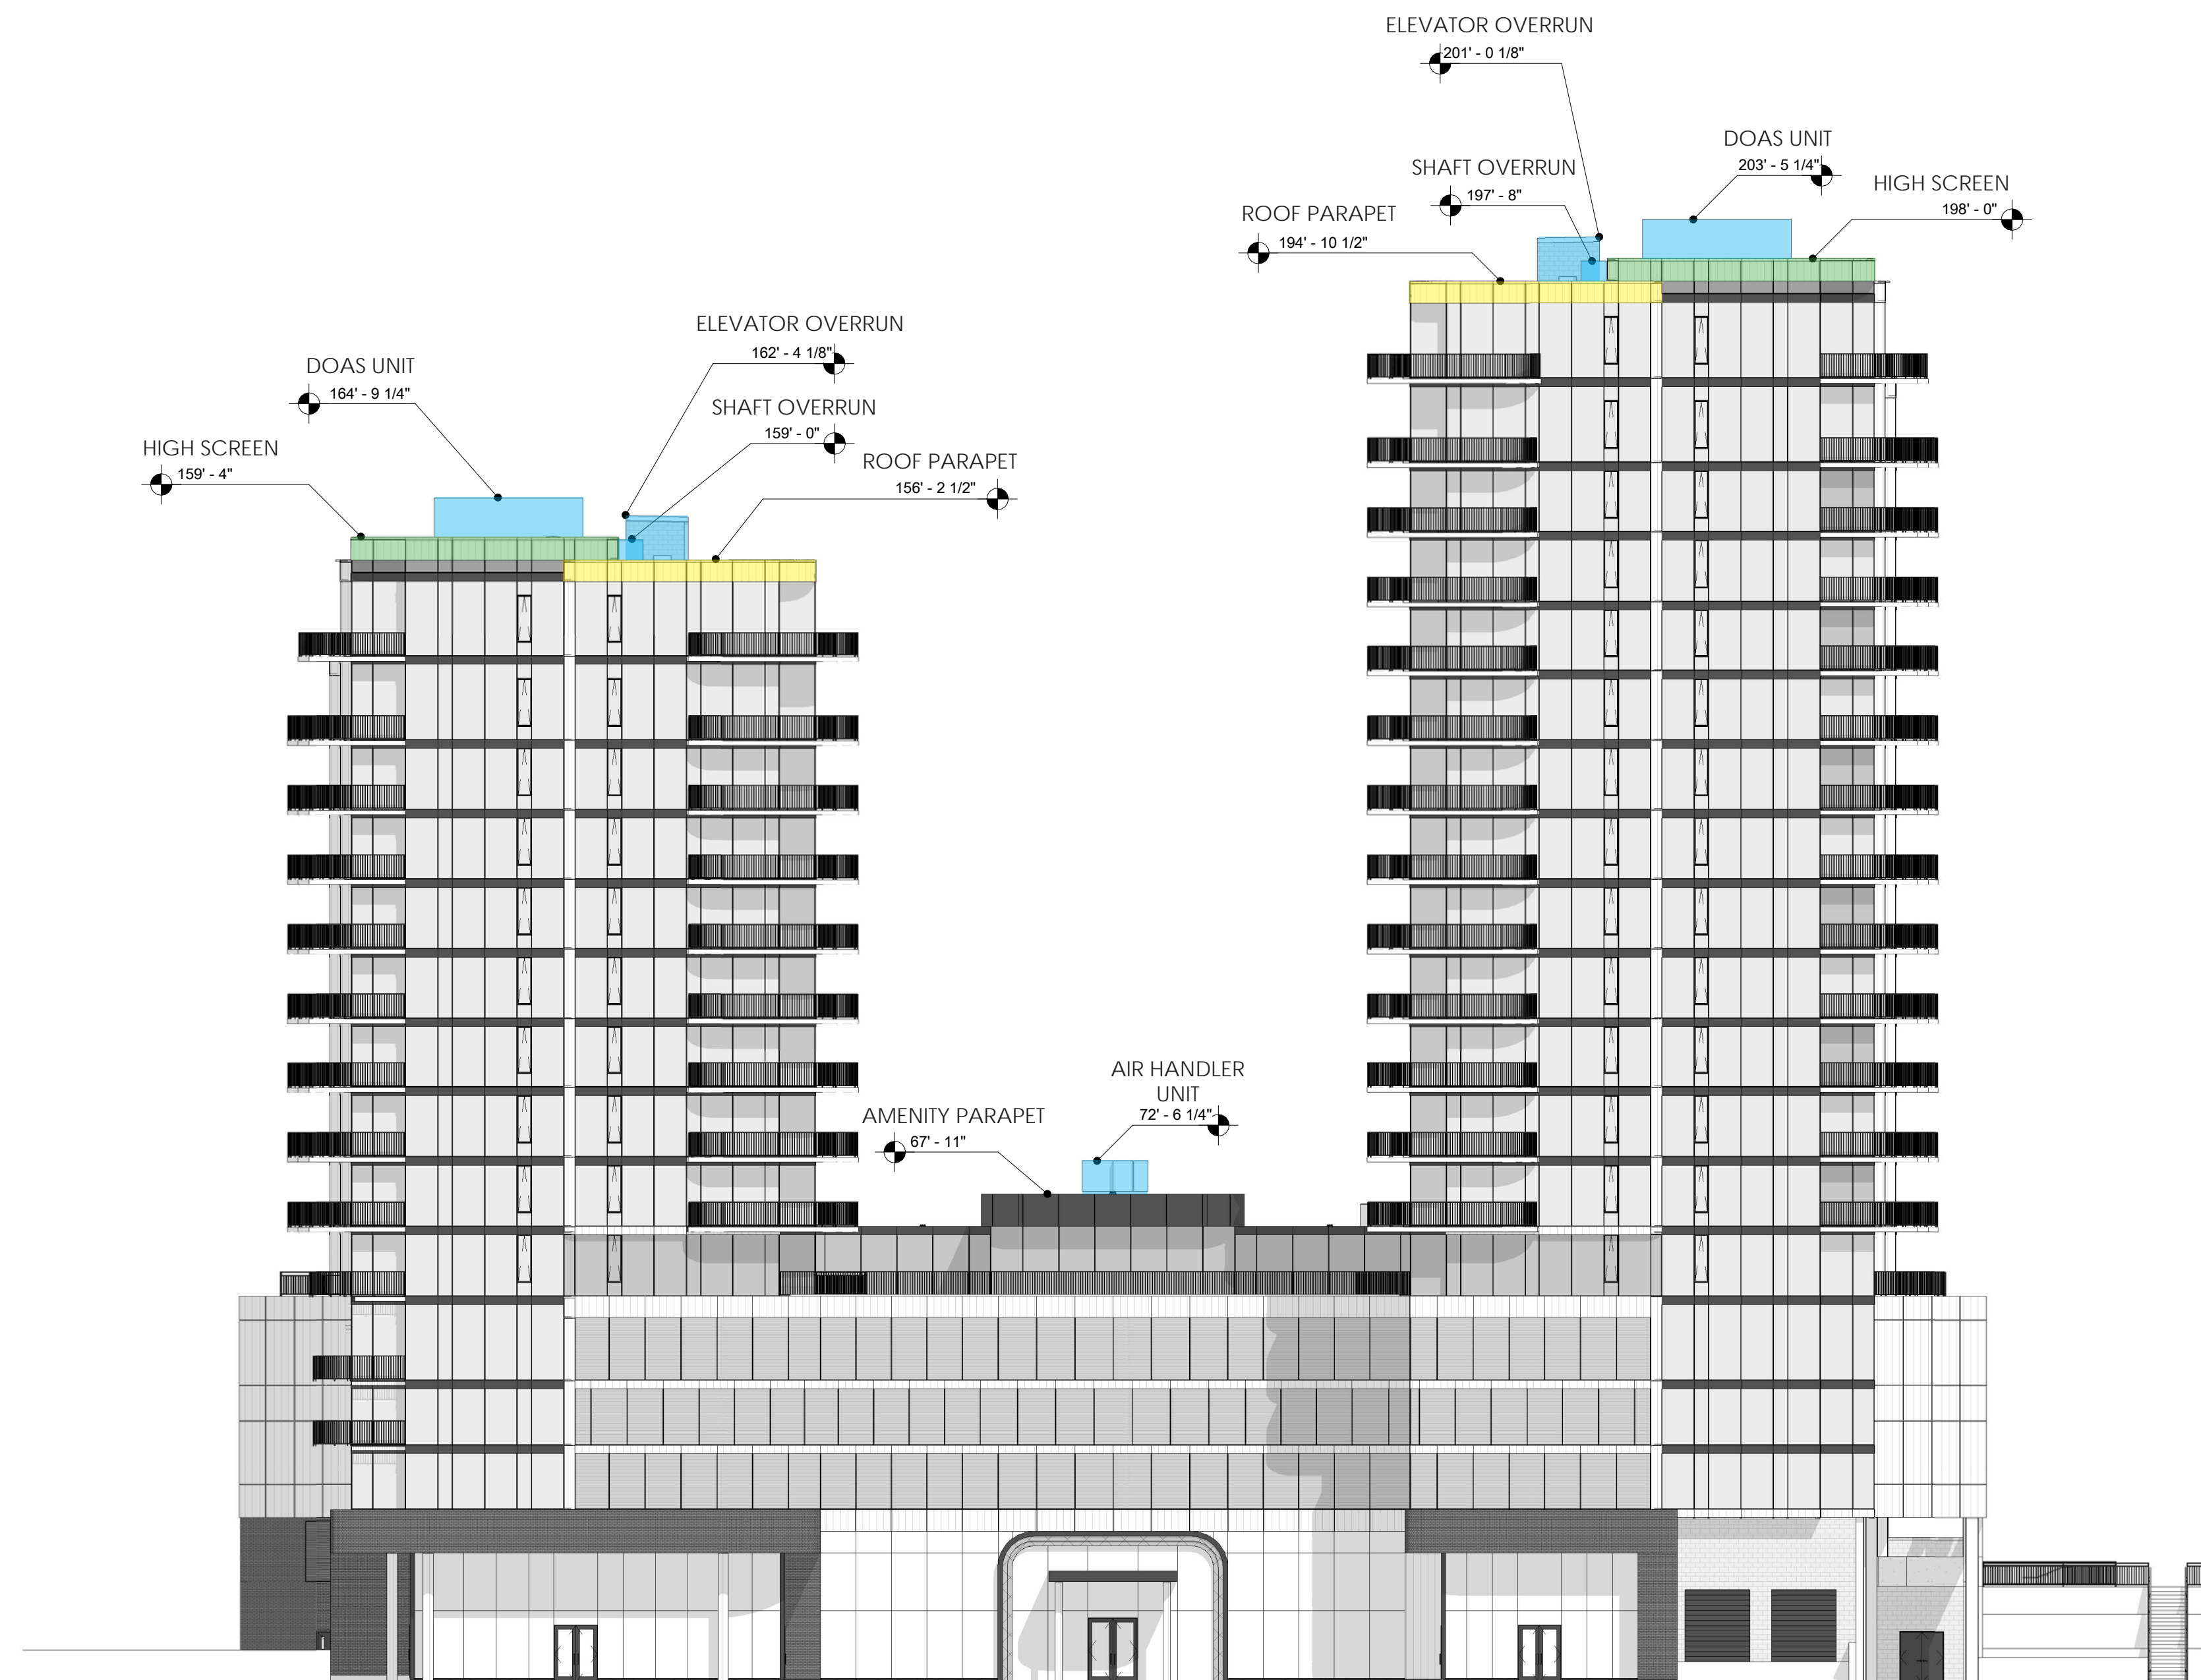 ELEVATOR OVERRUN
201' - 0 1/8"
DOAS UNIT
203' - 5 1/4"
SHAFT OVERRUN
197' - 8"
HIGH SCREEN
198' - 0"
ROOF PARAPET
194' - 10 1/2"
ELEVATOR OVERRUN
162' - 4 1/8"
DOAS UNIT
164' - 9 1/4"
SHAFT OVERRUN
159' - 0"
HIGH SCREEN
159' - 4"
ROOF PARAPET
156' - 2 1/2"
AIR HANDLER
UNIT
72' - 6 1/4"
AMENITY PARAPET
67' - 11"